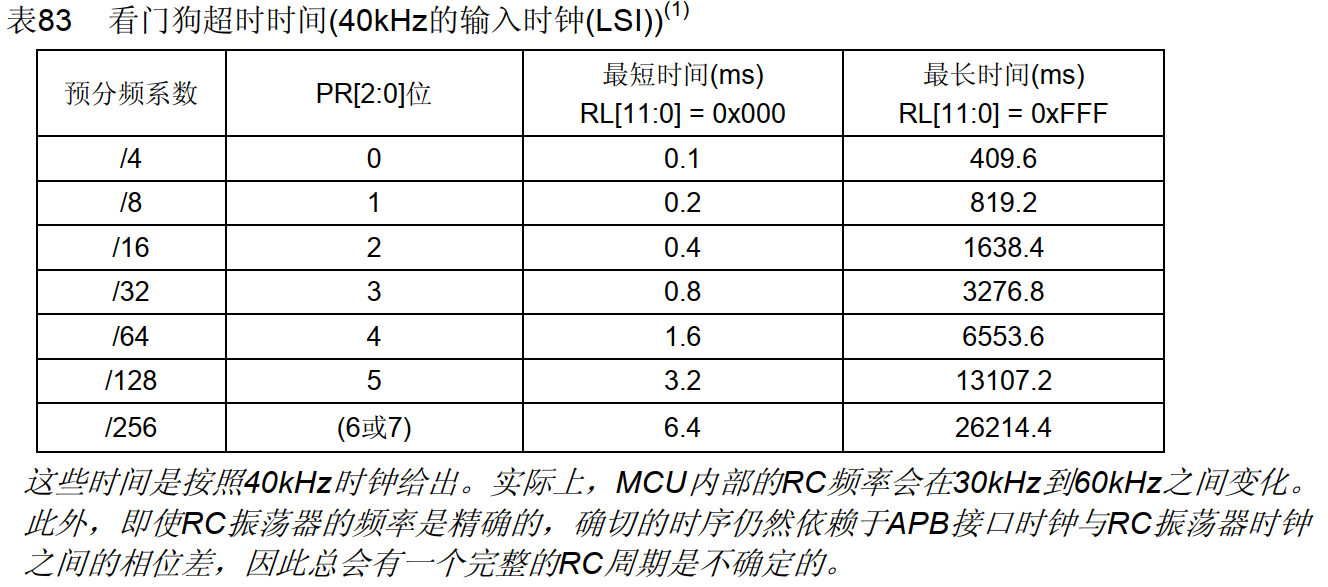 表83 看门狗超时时间(40kHz的输入时钟(LSI))(1)
预分频系数 PR[2:0]位 最短时间(ms) RL[11:0] = 0x000 最长时间(ms) RL[11:0] = 0xFFF
/4 0 0.1 409.6
/8 1 0.2 819.2
/16 2 0.4 1638.4
/32 3 0.8 3276.8
/64 4 1.6 6553.6
/128 5 3.2 13107.2
/256 (6或7) 6.4 26214.4
这些时间是按照40kHz时钟给出。实际上，MCU内部的RC频率会在30kHz到60kHz之间变化。
此外，即使RC振荡器的频率是精确的，确切的时序仍然依赖于APB接口时钟与RC振荡器时钟
之间的相位差，因此总会有一个完整的RC周期是不确定的。